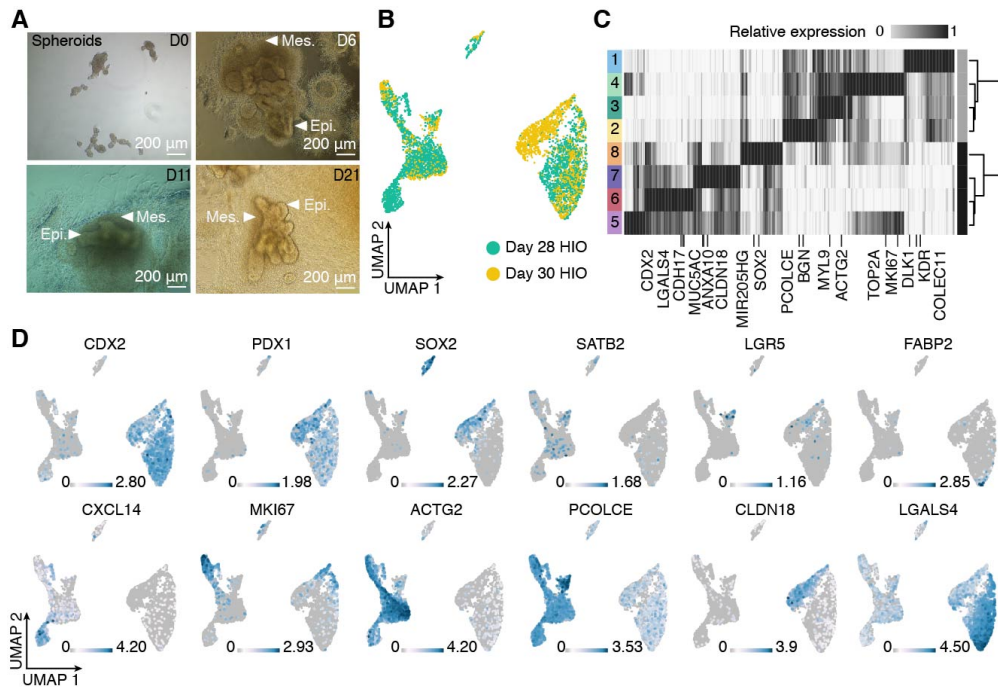 A
Spheroids D0
200 µm
Mes. D6
Epi.
200 µm
D11
Mes.
Epi.
200 µm
D21
Epi.
Mes.
200 µm
B
UMAP 2
UMAP 1
Day 28 HIO
Day 30 HIO
C
Relative expression 0 1
1
4
3
2
8
7
6
5
CDX2
LGALS4
CDH17
MUC5AC
ANXA10
CLDN18
MIR205HG
SOX2
PCOLCE
BGN
MYL9
ACTG2
TOP2A
MKI67
DLK1
KDR
COLEC11
D
CDX2 PDX1 SOX2 SATB2 LGR5 FABP2
0 2.80 0 1.98 0 2.27 0 1.68 0 1.16 0 2.85
CXCL14 MKI67 ACTG2 PCOLCE CLDN18 LGALS4
0 4.20 0 2.93 0 4.20 0 3.53 0 3.9 0 4.50
UMAP 2
UMAP 1